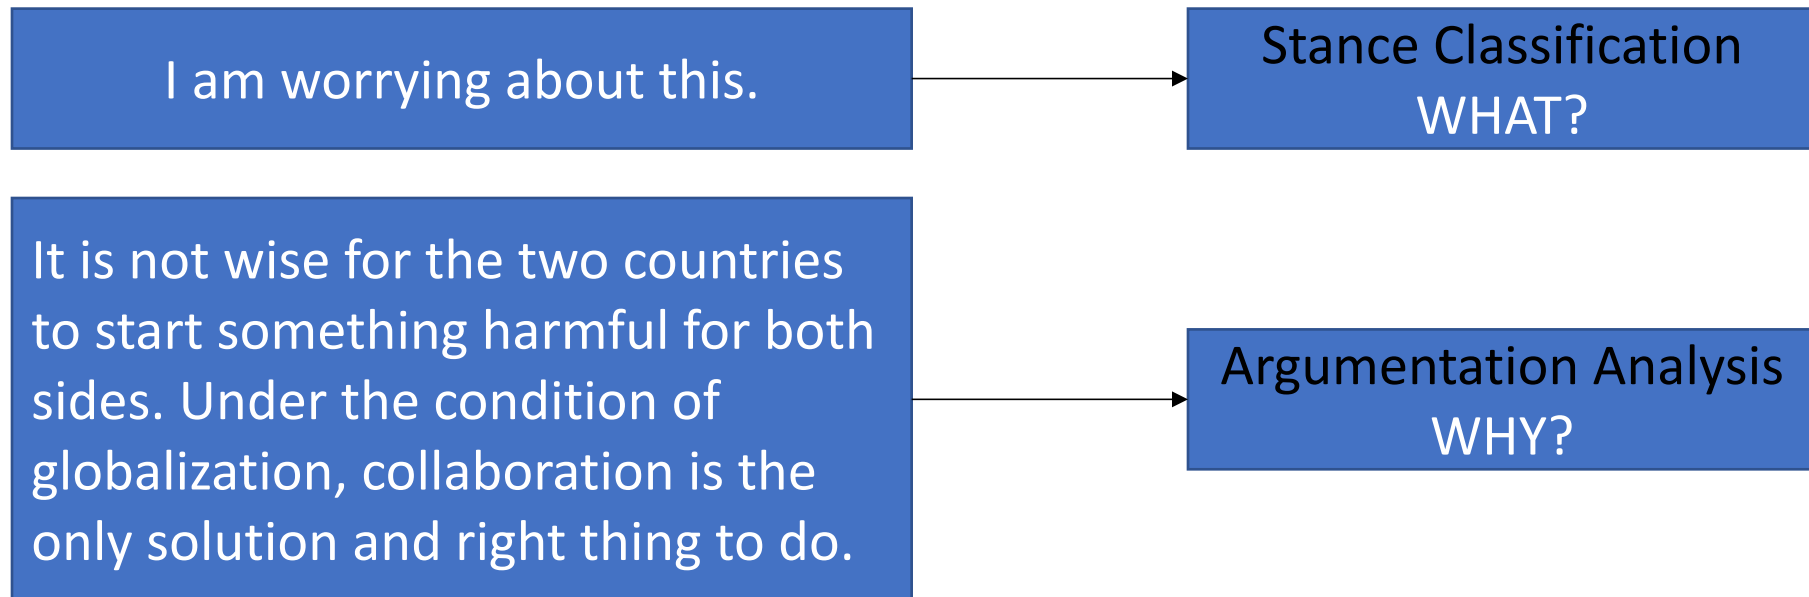 I am worrying about this.
Stance Classification
WHAT?
It is not wise for the two countries
to start something harmful for both
sides. Under the condition of
globalization, collaboration is the
only solution and right thing to do.
Argumentation Analysis
WHY?